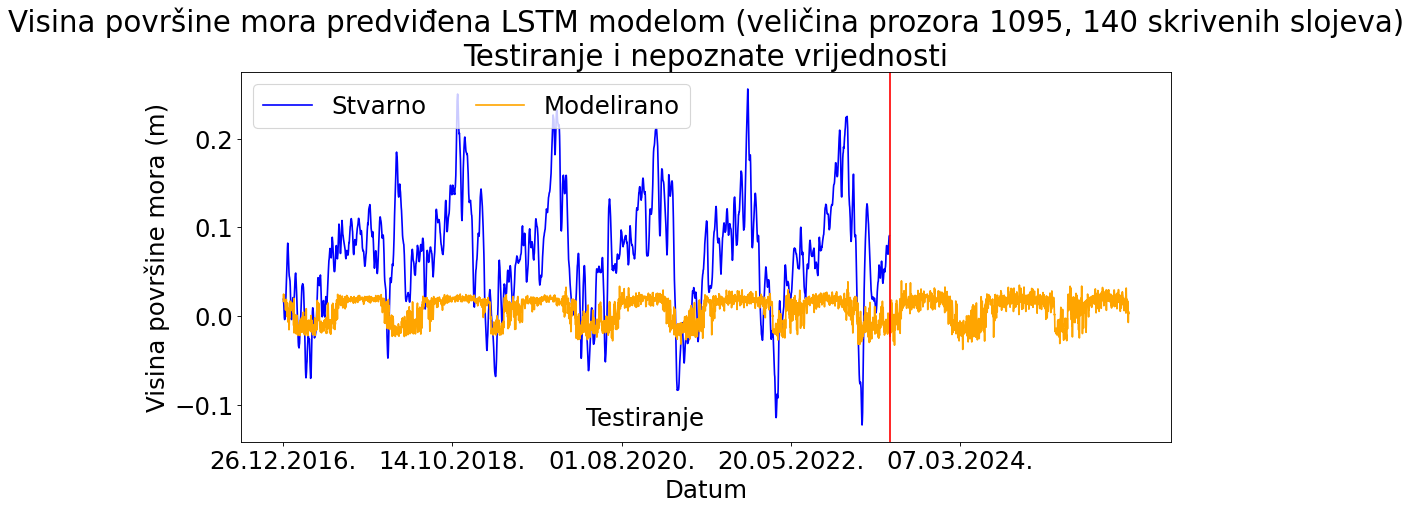 Visina površine mora predviđena LSTM modelom (veličina prozora 1095, 140 skrivenih slojeva)
Testiranje i nepoznate vrijednosti
Stvarno
Modelirano
Visina površine mora (m)
0.2
0.1
0.0
−0.1
Testiranje
26.12.2016.
14.10.2018.
01.08.2020.
20.05.2022.
07.03.2024.
Datum